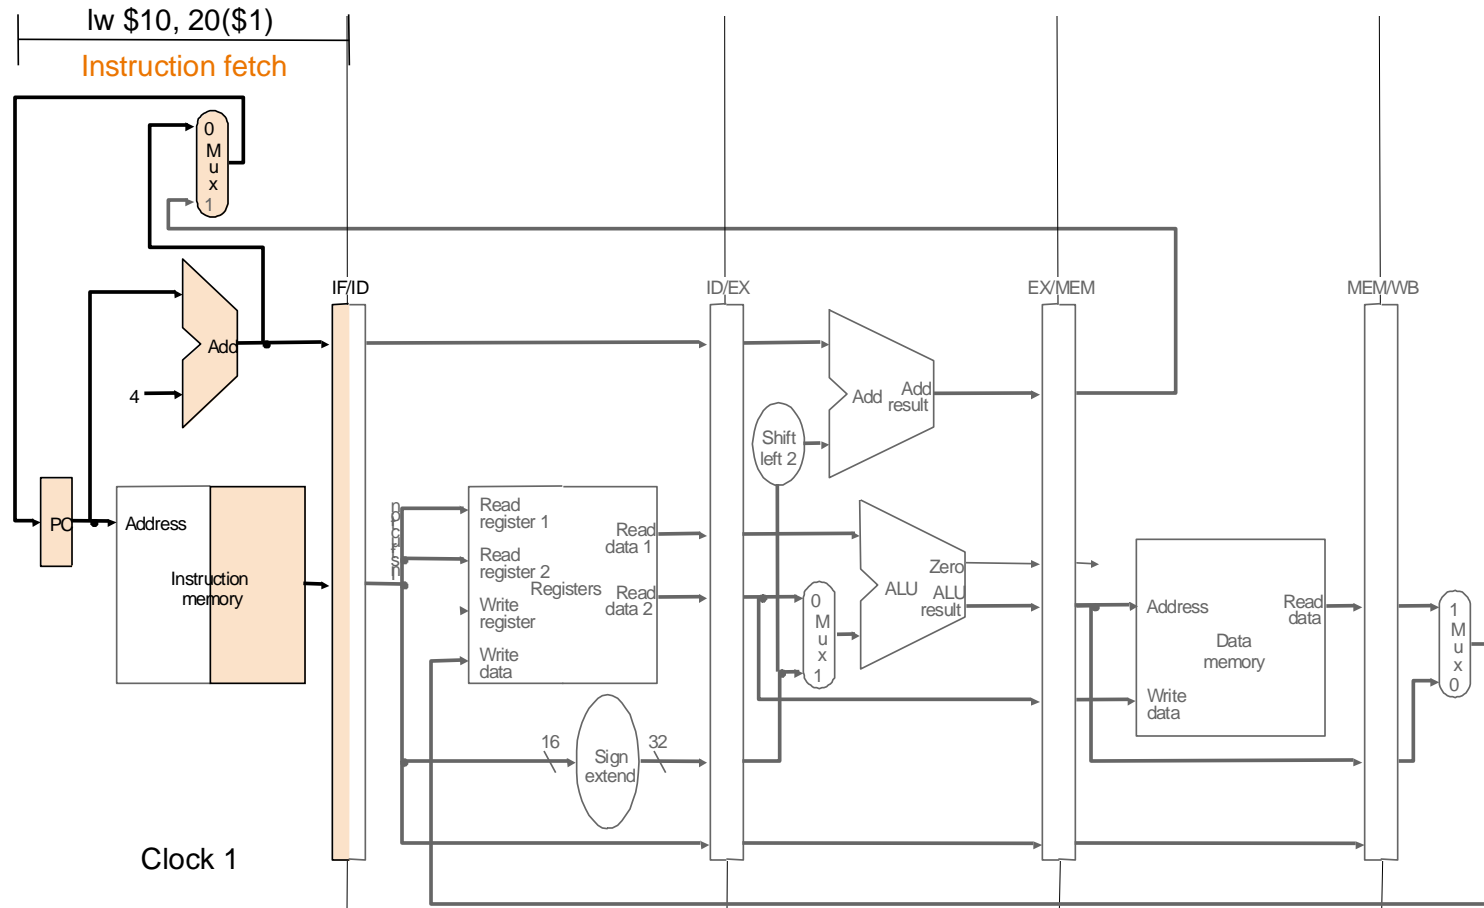 lw $10, 20($1)
Instruction fetch
0
M
u
x
1
IF/ID
ID/EX
EX/MEM
MEM/WB
Add
4
Add
Add
result
Shift
left 2
PC
Address
Instruction
memory
Read
register 1
Read
register 2
Write
register
Write
data
Registers
Read
data 1
Read
data 2
Zero
ALU
ALU
result
0
M
u
x
1
Address
Read
data
Data
memory
Write
data
1
M
u
x
0
16
Sign
extend
32
Clock 1